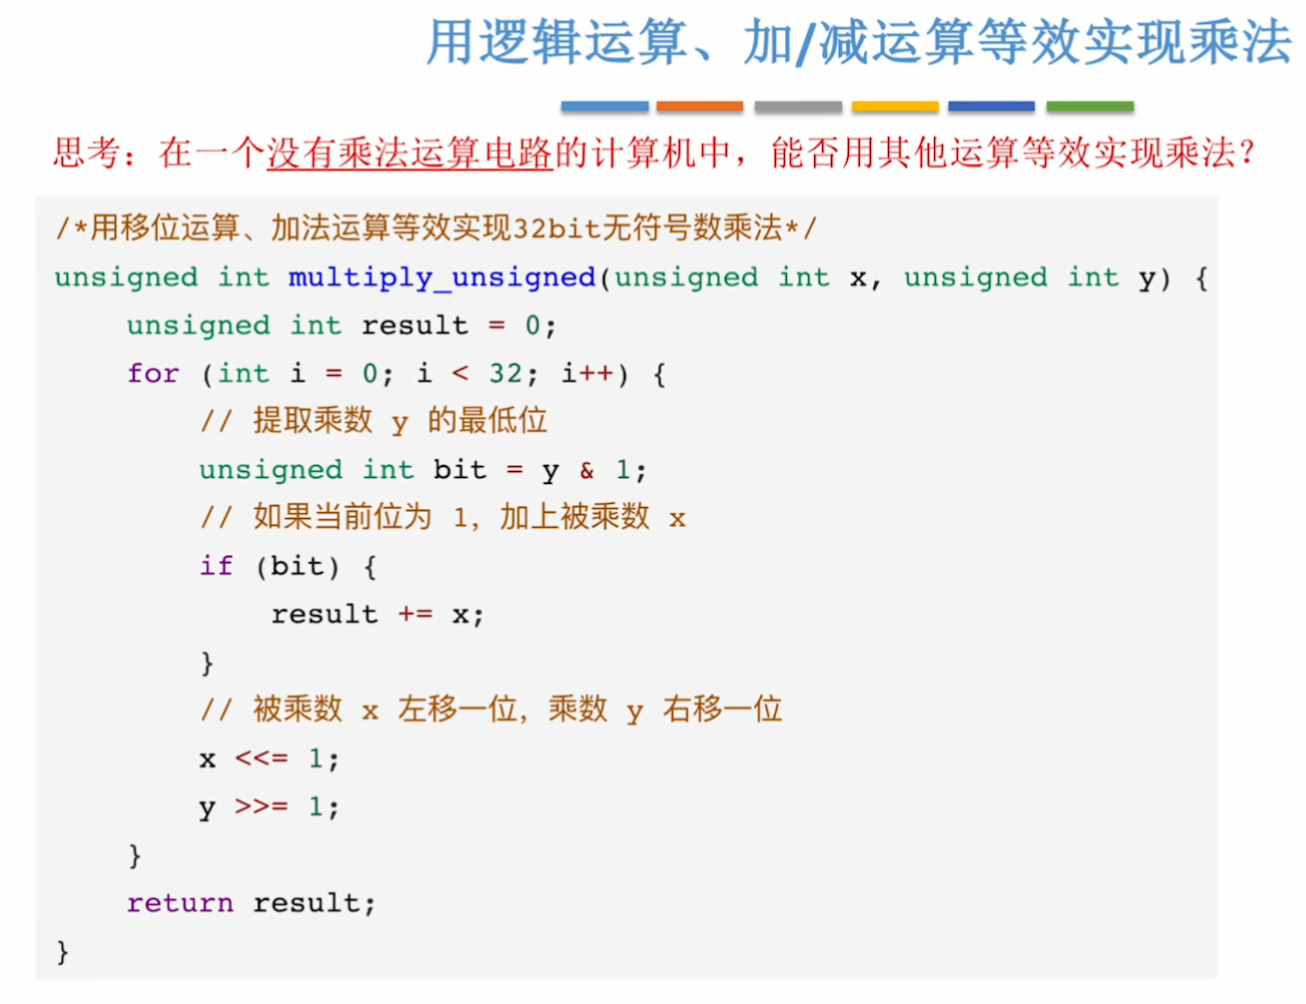 用逻辑运算、加/减运算等效实现乘法
思考：在一个没有乘法运算电路的计算机中，能否用其他运算等效实现乘法？
/*用移位运算、加法运算等效实现32bit无符号数乘法*/
unsigned int multiply_unsigned(unsigned int x, unsigned int y) {
    unsigned int result = 0;
    for (int i = 0; i < 32; i++) {
        // 提取乘数 y 的最低位
        unsigned int bit = y & 1;
        // 如果当前位为 1，加上被乘数 x
        if (bit) {
            result += x;
        }
        // 被乘数 x 左移一位，乘数 y 右移一位
        x <<= 1;
        y >>= 1;
    }
    return result;
}